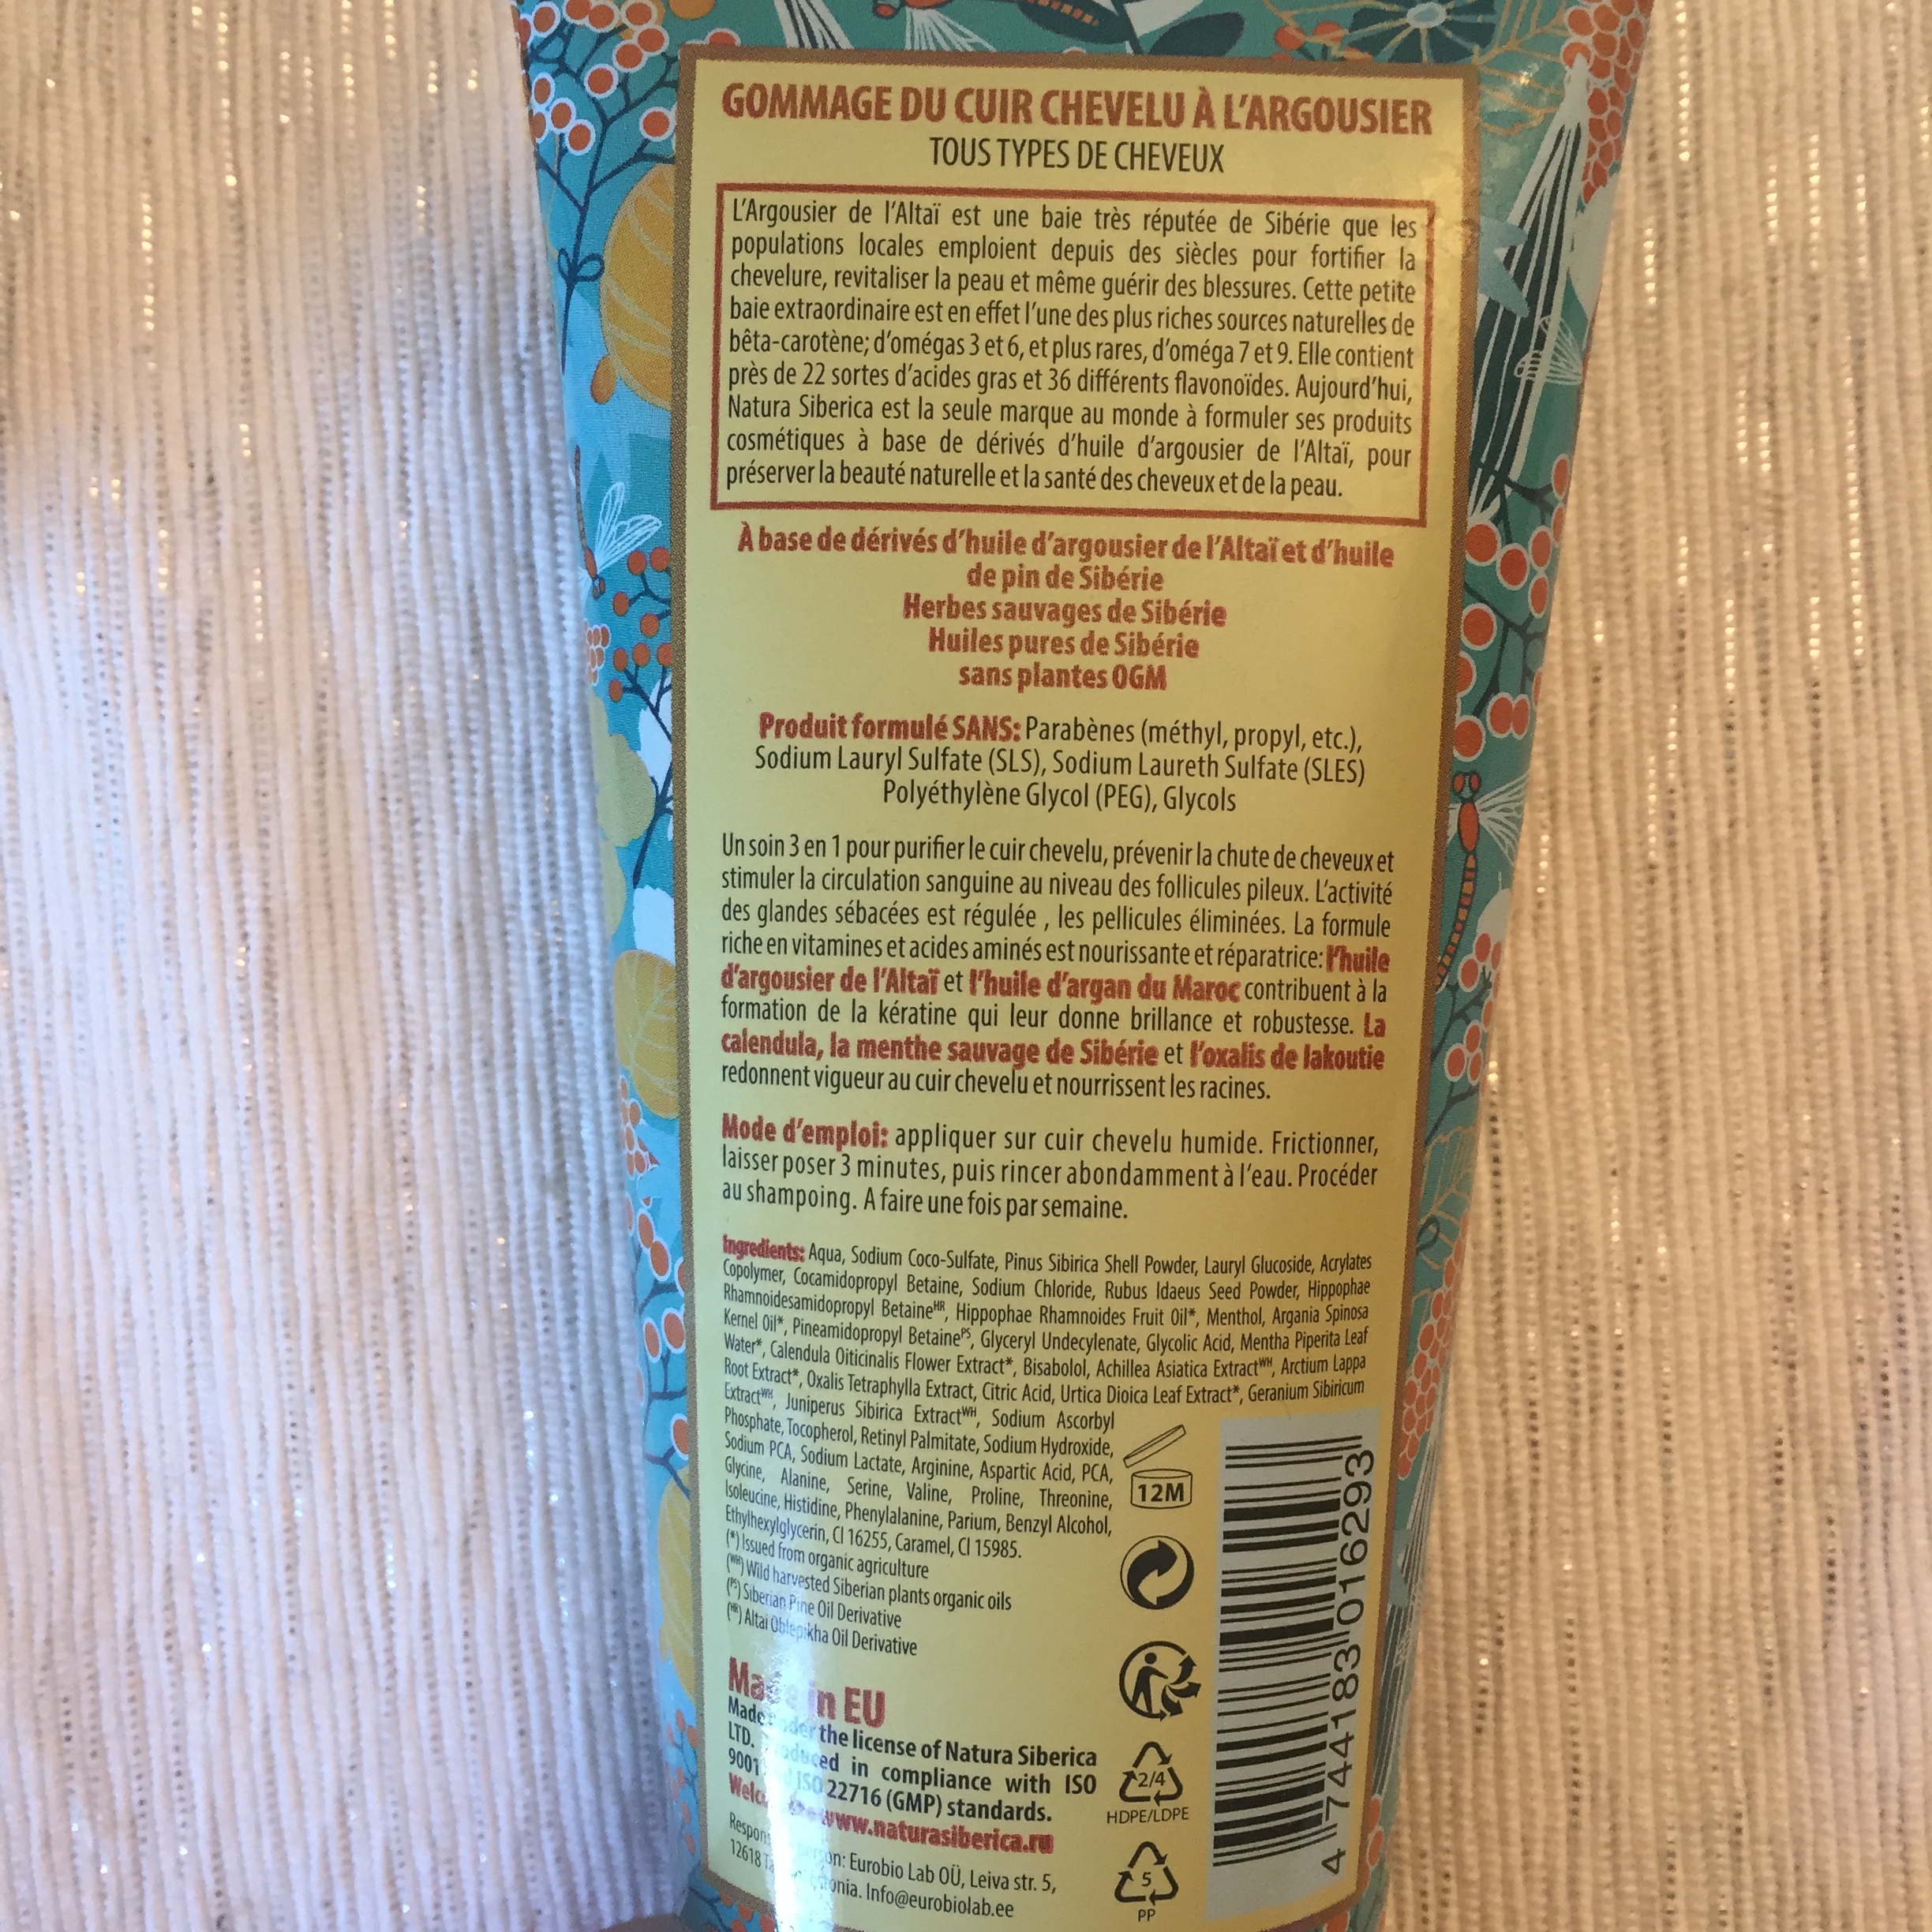 GOMMAGE DU CUIR CHEVELU À L'ARGOUSIER
TOUS TYPES DE CHEVEUX
L'Argousier de l'Altaï est une baie très réputée de Sibérie que les
populations locales emploient depuis des siècles pour fortifier la
chevelure, revitaliser la peau et même guérir des blessures. Cette petite
baie extraordinaire est en effet l'une des plus riches sources naturelles de
bêta-carotène; d'omégas 3 et 6, et plus rares, d'oméga 7 et 9. Elle contient
près de 22 sortes d'acides gras et 36 différents flavonoïdes. Aujourd'hui,
Natura Siberica est la seule marque au monde à formuler ses produits
cosmétiques à base de dérivés d'huile d'argousier de l'Altaï, pour
préserver la beauté naturelle et la santé des cheveux et de la peau.
À base de dérivés d'huile d'argousier de l'Altaï et d'huile
de pin de Sibérie
Herbes sauvages de Sibérie
Huiles pures de Sibérie
sans plantes OGM
Produit formulé SANS: Parabènes (méthyl, propyl, etc.),
Sodium Lauryl Sulfate (SLS), Sodium Laureth Sulfate (SLES)
Polyéthylène Glycol (PEG), Glycols
Un soin 3 en 1 pour purifier le cuir chevelu, prévenir la chute de cheveux et
stimuler la circulation sanguine au niveau des follicules pileux. L'activité
des glandes sébacées est régulée , les pellicules éliminées. La formule
riche en vitamines et acides aminés est nourissante et réparatrice: l'huile
d'argousier de l'Altaï et l'huile d'argan du Maroc contribuent à la
formation de la kératine qui leur donne brillance et robustesse. La
calendula, la menthe sauvage de Sibérie et l'oxalis de Iakoutie
redonnent vigueur au cuir chevelu et nourrissent les racines.
Mode d'emploi: appliquer sur cuir chevelu humide. Frictionner,
laisser poser 3 minutes, puis rincer abondamment à l'eau. Procéder
au shampoing. A faire une fois par semaine.
Ingredients: Aqua, Sodium Coco-Sulfate, Pinus Sibirica Shell Powder, Lauryl Glucoside, Acrylates
Copolymer, Cocamidopropyl Betaine, Sodium Chloride, Rubus Idaeus Seed Powder, Hippophae
Rhamnoidesamidopropyl Betaineᴴᴿ, Hippophae Rhamnoides Fruit Oil*, Menthol, Argania Spinosa
Kernel Oil*, Pineamidopropyl Betaineᴾˢ, Glyceryl Undecylenate, Glycolic Acid, Mentha Piperita Leaf
Water*, Calendula Oiticinalis Flower Extract*, Bisabolol, Achillea Asiatica Extractᵂᴴ, Arctium Lappa
Root Extract*, Oxalis Tetraphylla Extract, Citric Acid, Urtica Dioica Leaf Extract*, Geranium Sibiricum
Extractᵂᴴ, Juniperus Sibirica Extractᵂᴴ, Sodium Ascorbyl
Phosphate, Tocopherol, Retinyl Palmitate, Sodium Hydroxide,
Sodium PCA, Sodium Lactate, Arginine, Aspartic Acid, PCA,
Glycine, Alanine, Serine, Valine, Proline, Threonine,
Isoleucine, Histidine, Phenylalanine, Parium, Benzyl Alcohol,
Ethylhexylglycerin, CI 16255, Caramel, CI 15985.
(*) Issued from organic agriculture
(ᵂᴴ) Wild harvested Siberian plants organic oils
(ᴾˢ) Siberian Pine Oil Derivative
(ᴴᴿ) Altai Oblepikha Oil Derivative
12M
Made in EU
Made under the license of Natura Siberica
LTD. Produced in compliance with ISO
9001 ISO 22716 (GMP) standards.
www.naturasiberica.ru
Eurobio Lab OÜ, Leiva str. 5,
12618 Info@eurobiolab.ee
2/4
HDPE/LDPE
5
PP
4 744183 016293